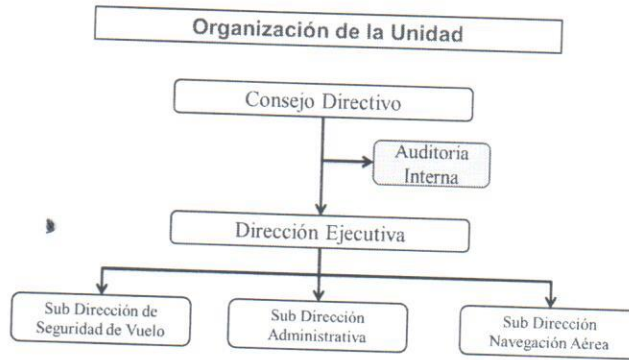 Organización de la Unidad
Consejo Directivo
Auditoria
Interna
Dirección Ejecutiva
Sub Dirección de
Seguridad de Vuelo
Sub Dirección
Administrativa
Sub Dirección
Navegación Aérea